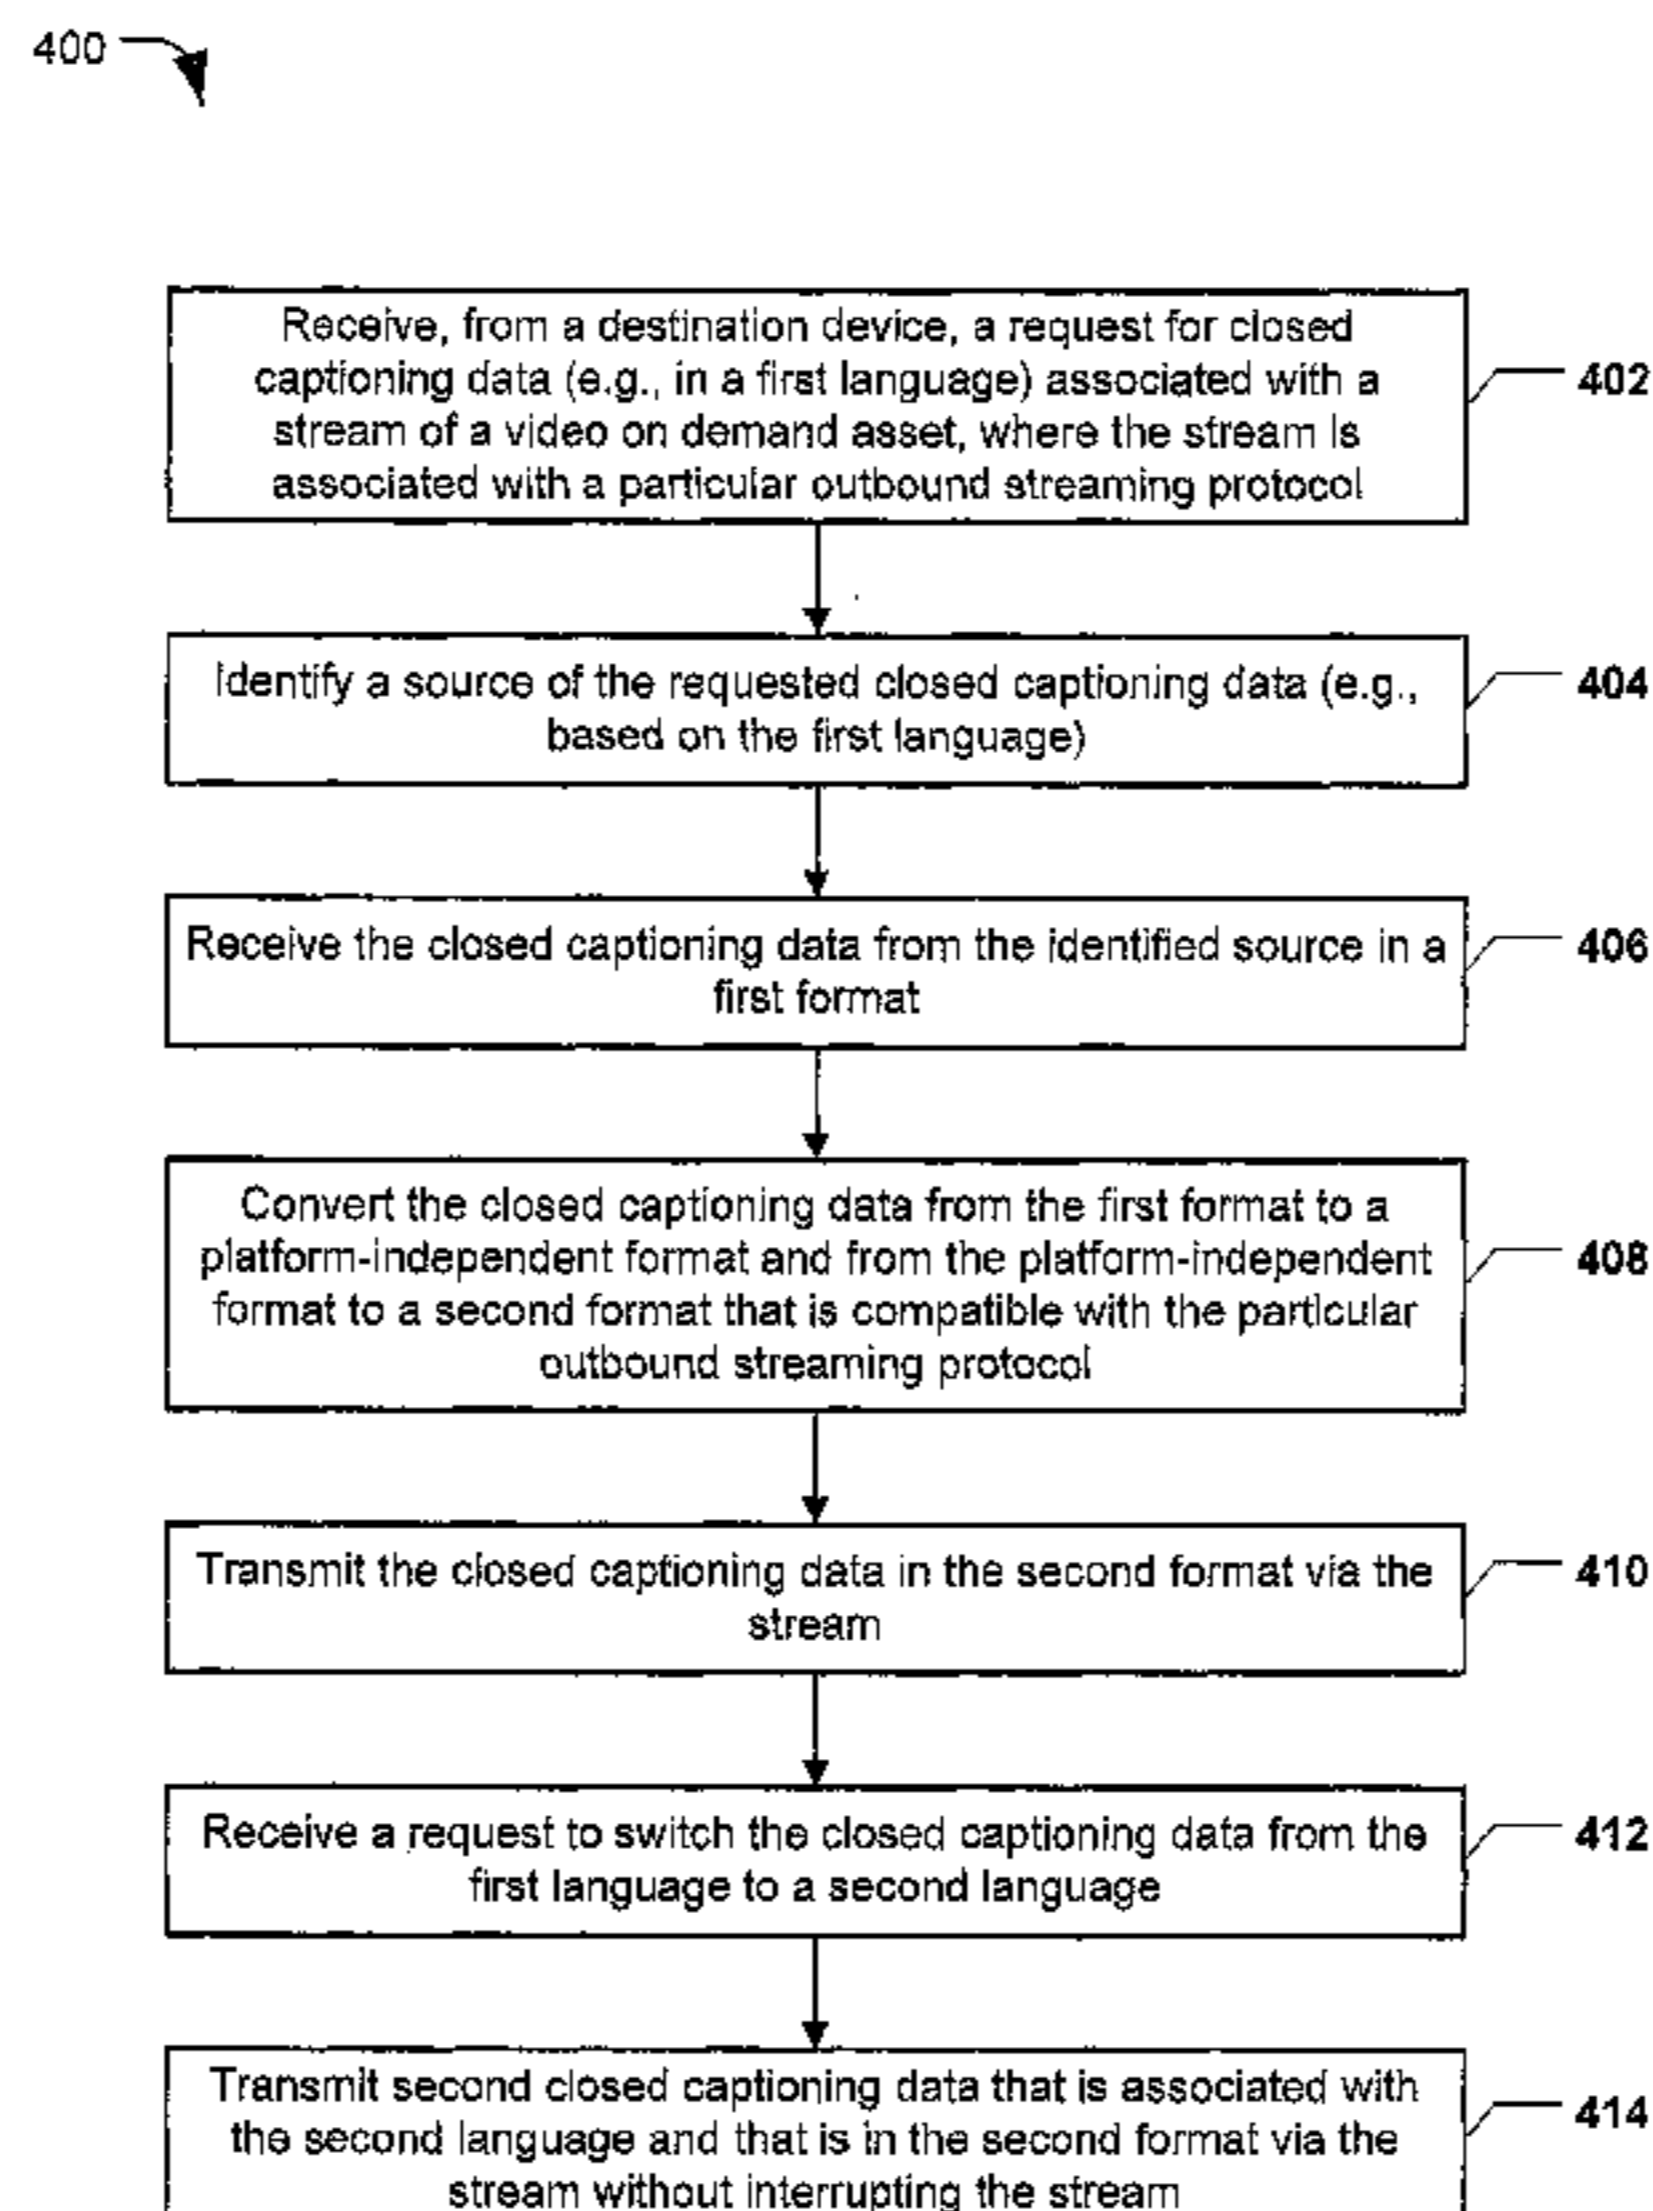 400
Receive, from a destination device, a request for closed
captioning data (e.g., in a first language) associated with a
stream of a video on demand asset, where the stream is
associated with a particular outbound streaming protocol
402
Identify a source of the requested closed captioning data (e.g.,
based on the first language)
404
Receive the closed captioning data from the identified source in a
first format
406
Convert the closed captioning data from the first format to a
platform-independent format and from the platform-independent
format to a second format that is compatible with the particular
outbound streaming protocol
408
Transmit the closed captioning data in the second format via the
stream
410
Receive a request to switch the closed captioning data from the
first language to a second language
412
Transmit second closed captioning data that is associated with
the second language and that is in the second format via the
stream without interrupting the stream
414